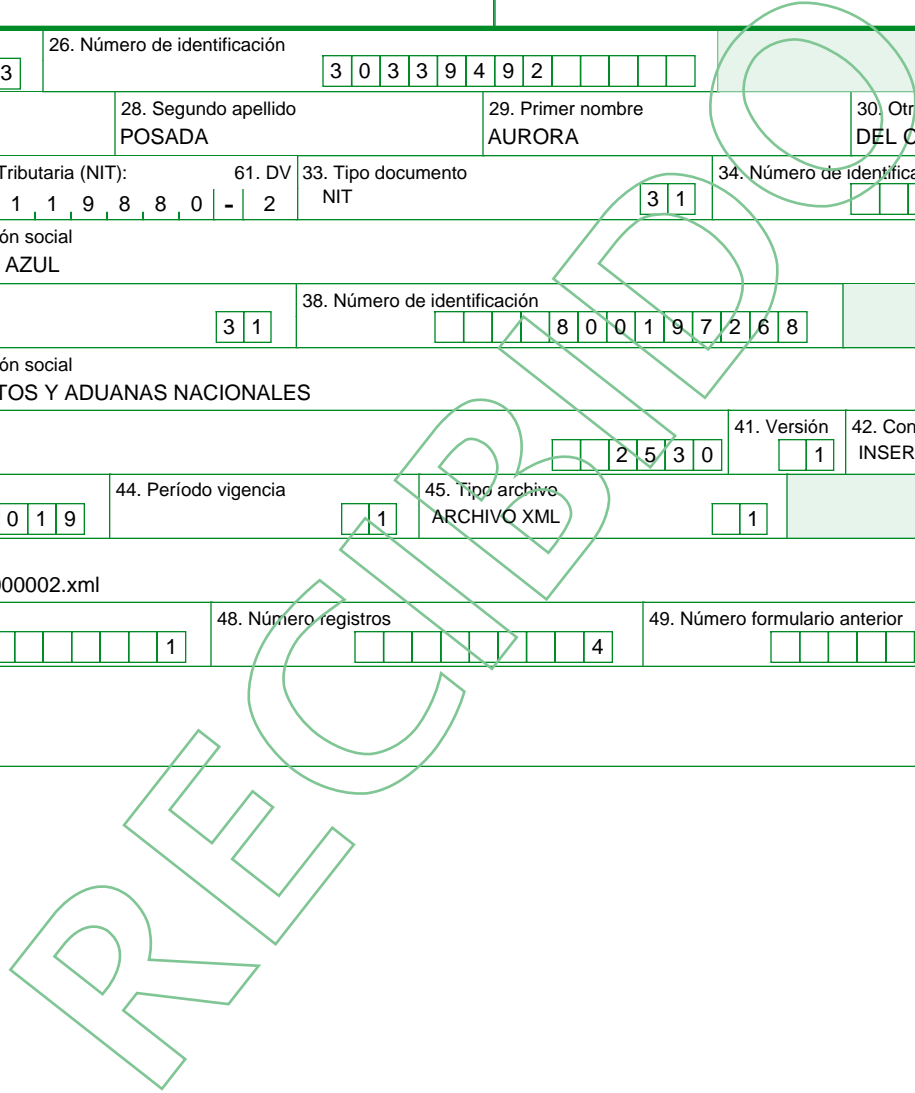 26. Número de identificación
3 3 0 3 3 9 4 9 2
28. Segundo apellido 29. Primer nombre 30. Otr
POSADA AURORA DEL
Tributaria (NIT): 61. DV 33. Tipo documento 34. Número de identifica
1 1 9 8 8 0 - 2 NIT 3 1
ón social
AZUL
38. Número de identificación
3 1 8 0 0 1 9 7 2 6 8
ón social
TOS Y ADUANAS NACIONALES
41. Versión 42. Con
2 5 3 0 1 INSER
44. Período vigencia 45. Tipo archivo
0 1 9 1 ARCHIVO XML 1
000002.xml
48. Número registros 49. Número formulario anterior
1 4
RECIBIDO